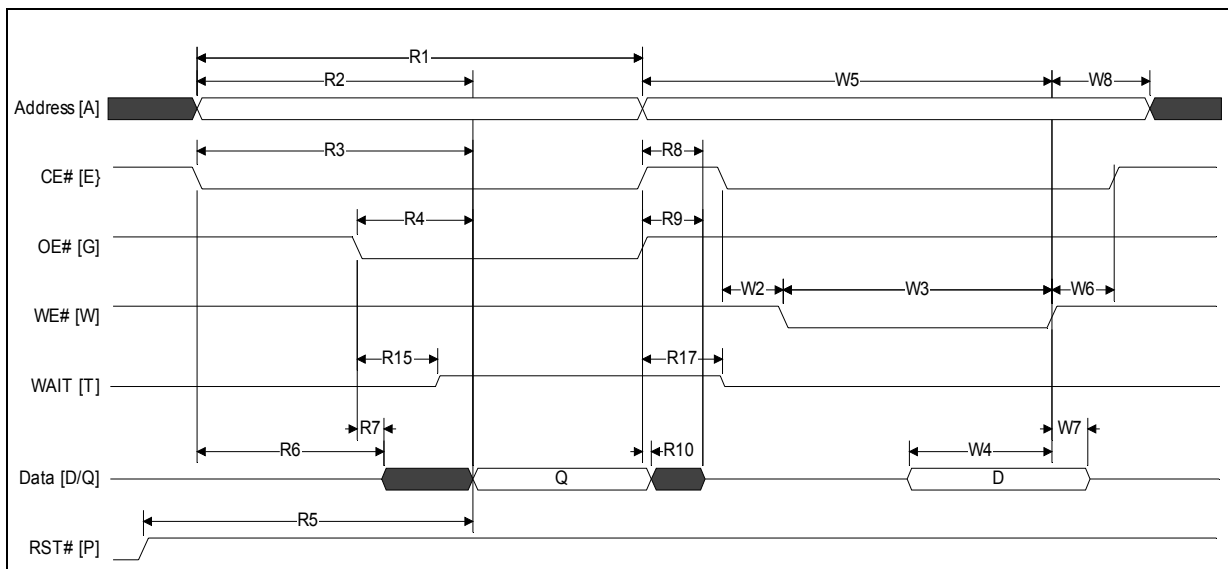 R1
R2
W5
W8
Address [A]
R3
R8
CE# [E}
R4
R9
OE# [G]
W2
W3
W6
WE# [W]
R15
R17
WAIT [T]
R7
W7
R6
R10
W4
Data [D/Q]
Q
D
R5
RST# [P]